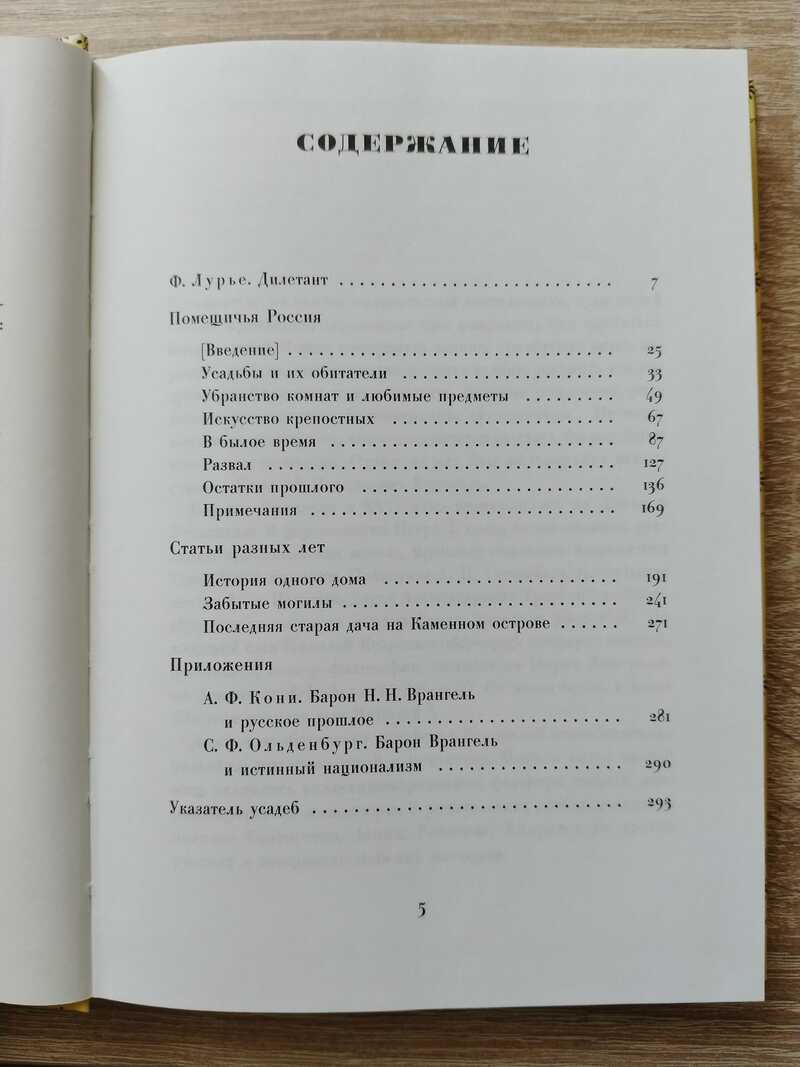 СОДЕРЖАНИЕ
Ф. Лурье. Дилетант . . . . . . . . . . . . . . . . . . . . . . . . . . . 7
Помещичья Россия
[Введение] . . . . . . . . . . . . . . . . . . . . . . . . . . . . . . . . 25
Усадьбы и их обитатели . . . . . . . . . . . . . . . . . . . . . 33
Убранство комнат и любимые предметы . . . . . . . . . 49
Искусство крепостных . . . . . . . . . . . . . . . . . . . . . . 67
В былое время . . . . . . . . . . . . . . . . . . . . . . . . . . . . 87
Развал . . . . . . . . . . . . . . . . . . . . . . . . . . . . . . . . . . 127
Остатки прошлого . . . . . . . . . . . . . . . . . . . . . . . . . 136
Примечания . . . . . . . . . . . . . . . . . . . . . . . . . . . . . . 169
Статьи разных лет
История одного дома . . . . . . . . . . . . . . . . . . . . . . . 191
Забытые могилы . . . . . . . . . . . . . . . . . . . . . . . . . . . 241
Последняя старая дача на Каменном острове . . . . . . 271
Приложения
А. Ф. Кони. Барон Н. Н. Врангель
и русское прошлое . . . . . . . . . . . . . . . . . . . . . . . 281
С. Ф. Ольденбург. Барон Врангель
и истинный национализм . . . . . . . . . . . . . . . . . . 290
Указатель усадеб . . . . . . . . . . . . . . . . . . . . . . . . . . . . 293
5